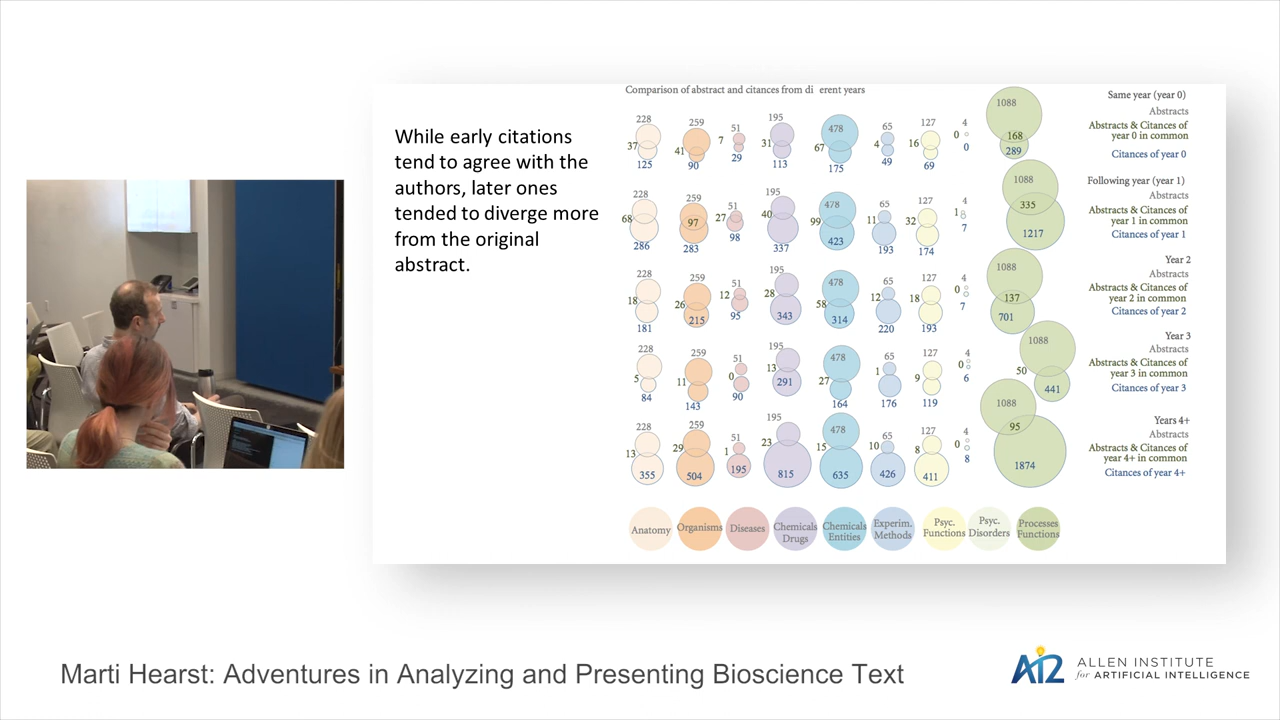 While early citations
tend to agree with the
authors, later ones
tended to diverge more
from the original
abstract.
Comparison of abstract and citances from di erent years
228 259 51 195 478 65 127 4 1088
37 41 7 31 67 4 16 0 168
125 90 29 113 175 49 69 0 289
Same year (year 0)
Abstracts
Abstracts & Citances of
year 0 in common
Citances of year 0
228 259 51 195 478 65 127 4 1088
68 97 27 40 99 11 32 1 335
286 283 98 337 423 193 174 7 1217
Following year (year 1)
Abstracts
Abstracts & Citances of
year 1 in common
Citances of year 1
228 259 51 195 478 65 127 4 1088
18 26 12 28 58 12 18 0 137
181 215 95 343 314 220 193 7 701
Year 2
Abstracts
Abstracts & Citances of
year 2 in common
Citances of year 2
228 259 51 195 478 65 127 4 1088
5 11 0 13 27 1 9 0 50
84 143 90 291 164 176 119 6 441
Year 3
Abstracts
Abstracts & Citances of
year 3 in common
Citances of year 3
228 259 51 195 478 65 127 4 1088
13 29 1 23 15 10 8 0 95
355 504 195 815 635 426 411 8 1874
Years 4+
Abstracts
Abstracts & Citances of
year 4+ in common
Citances of year 4+
Anatomy
Organisms
Diseases
Chemicals
Drugs
Chemicals
Entities
Experim.
Methods
Psyc.
Functions
Psyc.
Disorders
Processes
Functions
Marti Hearst: Adventures in Analyzing and Presenting Bioscience Text
AI2
ALLEN INSTITUTE
for ARTIFICIAL INTELLIGENCE